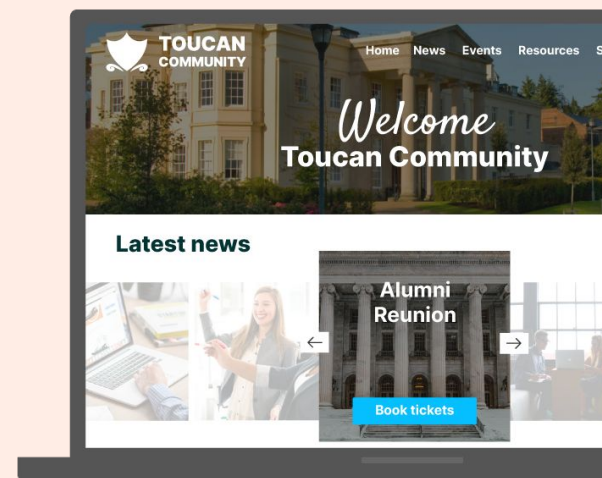 TOUCAN
COMMUNITY
Home News Events Resources S
Welcome
Toucan Community
Latest news
Alumni
Reunion
Book tickets